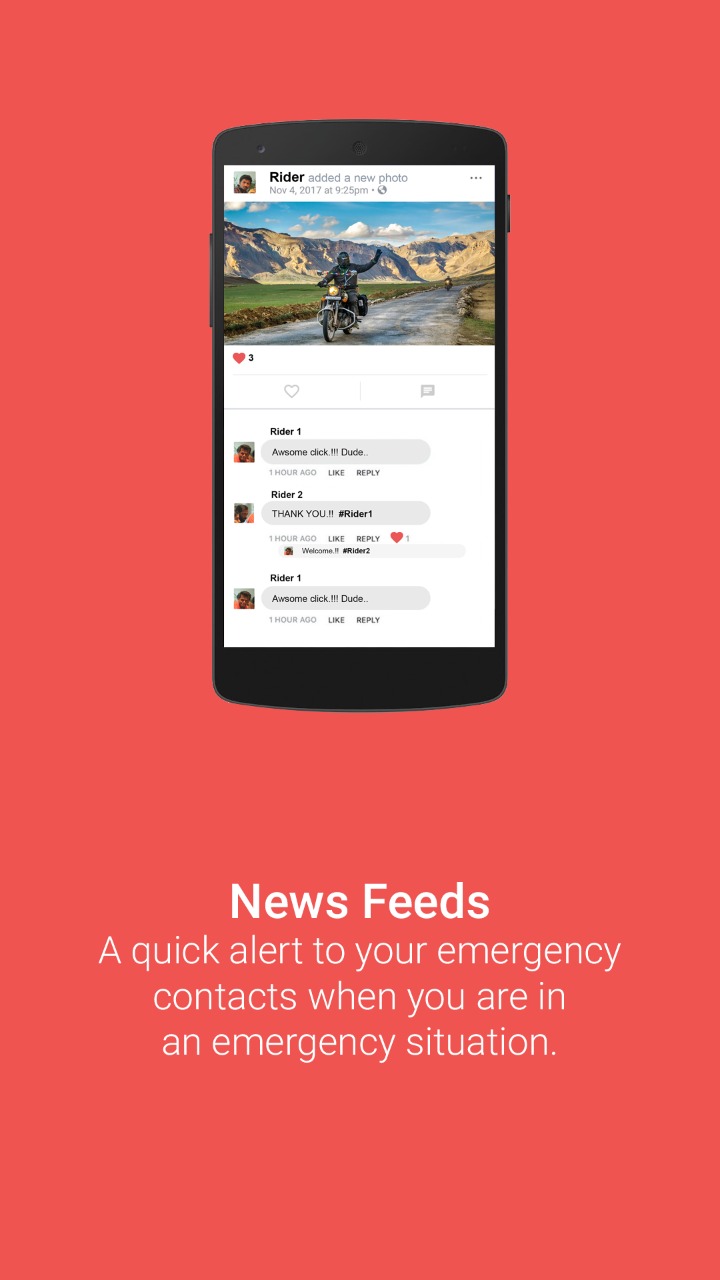 Rider added a new photo
Nov 4, 2017 at 9:25pm •
3
Rider 1
Awsome click.!!! Dude..
1 HOUR AGO LIKE REPLY
Rider 2
THANK YOU.!! #Rider1
1 HOUR AGO LIKE REPLY 1
Welcome.!! #Rider2
Rider 1
Awsome click.!!! Dude..
1 HOUR AGO LIKE REPLY
News Feeds
A quick alert to your emergency
contacts when you are in
an emergency situation.